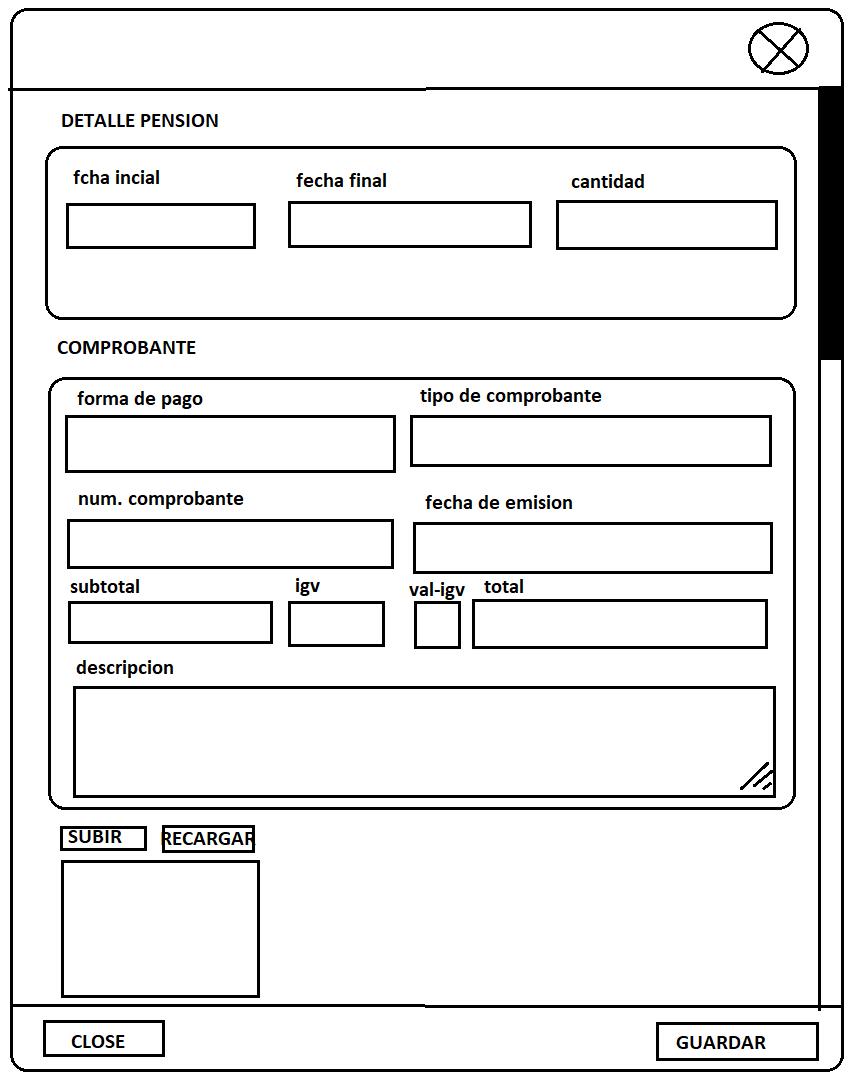 DETALLE PENSION
fcha incial
fecha final
cantidad
COMPROBANTE
forma de pago
tipo de comprobante
num. comprobante
fecha de emision
subtotal
igv
val-igv
total
descripcion
SUBIR
RECARGAR
CLOSE
GUARDAR